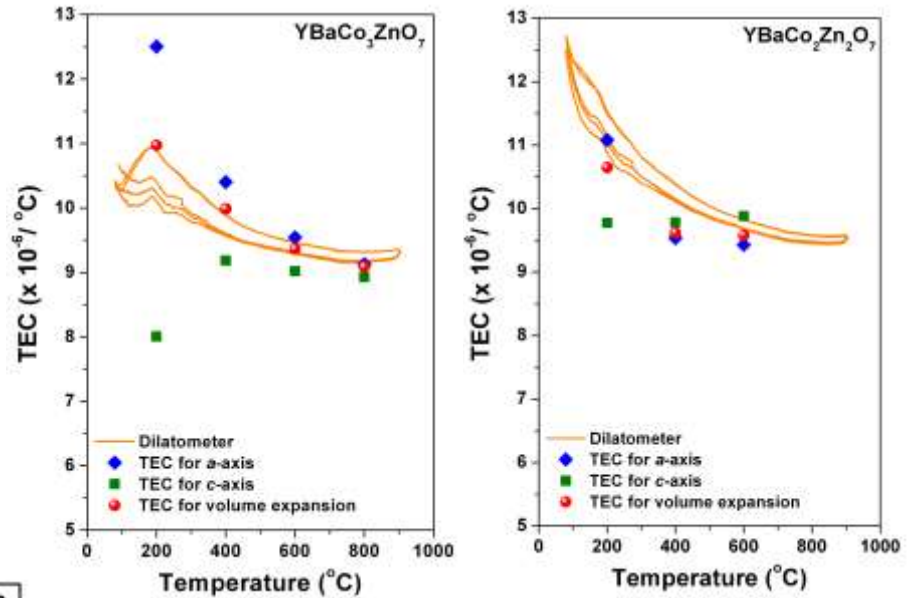 YBaCo₃ZnO₇
13
12
11
10
9
8
7
6
5
TEC (x 10⁻⁶/ °C)
Dilatometer
TEC for a-axis
TEC for c-axis
TEC for volume expansion
0 200 400 600 800 1000
Temperature (°C)
YBaCo₂Zn₂O₇
13
12
11
10
9
8
7
6
5
TEC (x 10⁻⁶/ °C)
Dilatometer
TEC for a-axis
TEC for c-axis
TEC for volume expansion
0 200 400 600 800 1000
Temperature (°C)